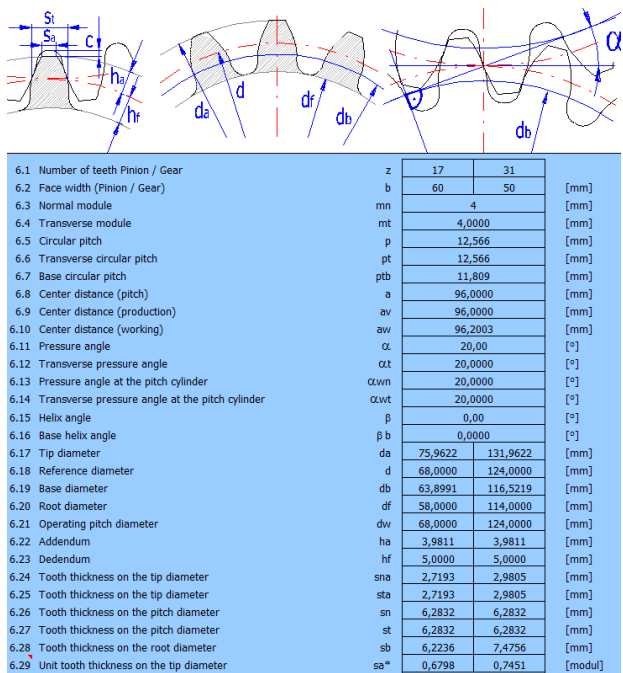 St
Sa
c
ha
hf
da
d
df
db
db
α
6.1 Number of teeth Pinion / Gear z 17 31
6.2 Face width (Pinion / Gear) b 60 50 [mm]
6.3 Normal module mn 4 [mm]
6.4 Transverse module mt 4,0000 [mm]
6.5 Circular pitch p 12,566 [mm]
6.6 Transverse circular pitch pt 12,566 [mm]
6.7 Base circular pitch ptb 11,809 [mm]
6.8 Center distance (pitch) a 96,0000 [mm]
6.9 Center distance (production) av 96,0000 [mm]
6.10 Center distance (working) aw 96,2003 [mm]
6.11 Pressure angle α 20,00 [º]
6.12 Transverse pressure angle αt 20,0000 [º]
6.13 Pressure angle at the pitch cylinder αwn 20,0000 [º]
6.14 Transverse pressure angle at the pitch cylinder αwt 20,0000 [º]
6.15 Helix angle β 0,00 [º]
6.16 Base helix angle β b 0,0000 [º]
6.17 Tip diameter da 75,9622 131,9622 [mm]
6.18 Reference diameter d 68,0000 124,0000 [mm]
6.19 Base diameter db 63,8991 116,5219 [mm]
6.20 Root diameter df 58,0000 114,0000 [mm]
6.21 Operating pitch diameter dw 68,0000 124,0000 [mm]
6.22 Addendum ha 3,9811 3,9811 [mm]
6.23 Dedendum hf 5,0000 5,0000 [mm]
6.24 Tooth thickness on the tip diameter sna 2,7193 2,9805 [mm]
6.25 Tooth thickness on the tip diameter sta 2,7193 2,9805 [mm]
6.26 Tooth thickness on the pitch diameter sn 6,2832 6,2832 [mm]
6.27 Tooth thickness on the pitch diameter st 6,2832 6,2832 [mm]
6.28 Tooth thickness on the root diameter sb 6,2236 7,4756 [mm]
6.29 Unit tooth thickness on the tip diameter sa* 0,6798 0,7451 [modul]